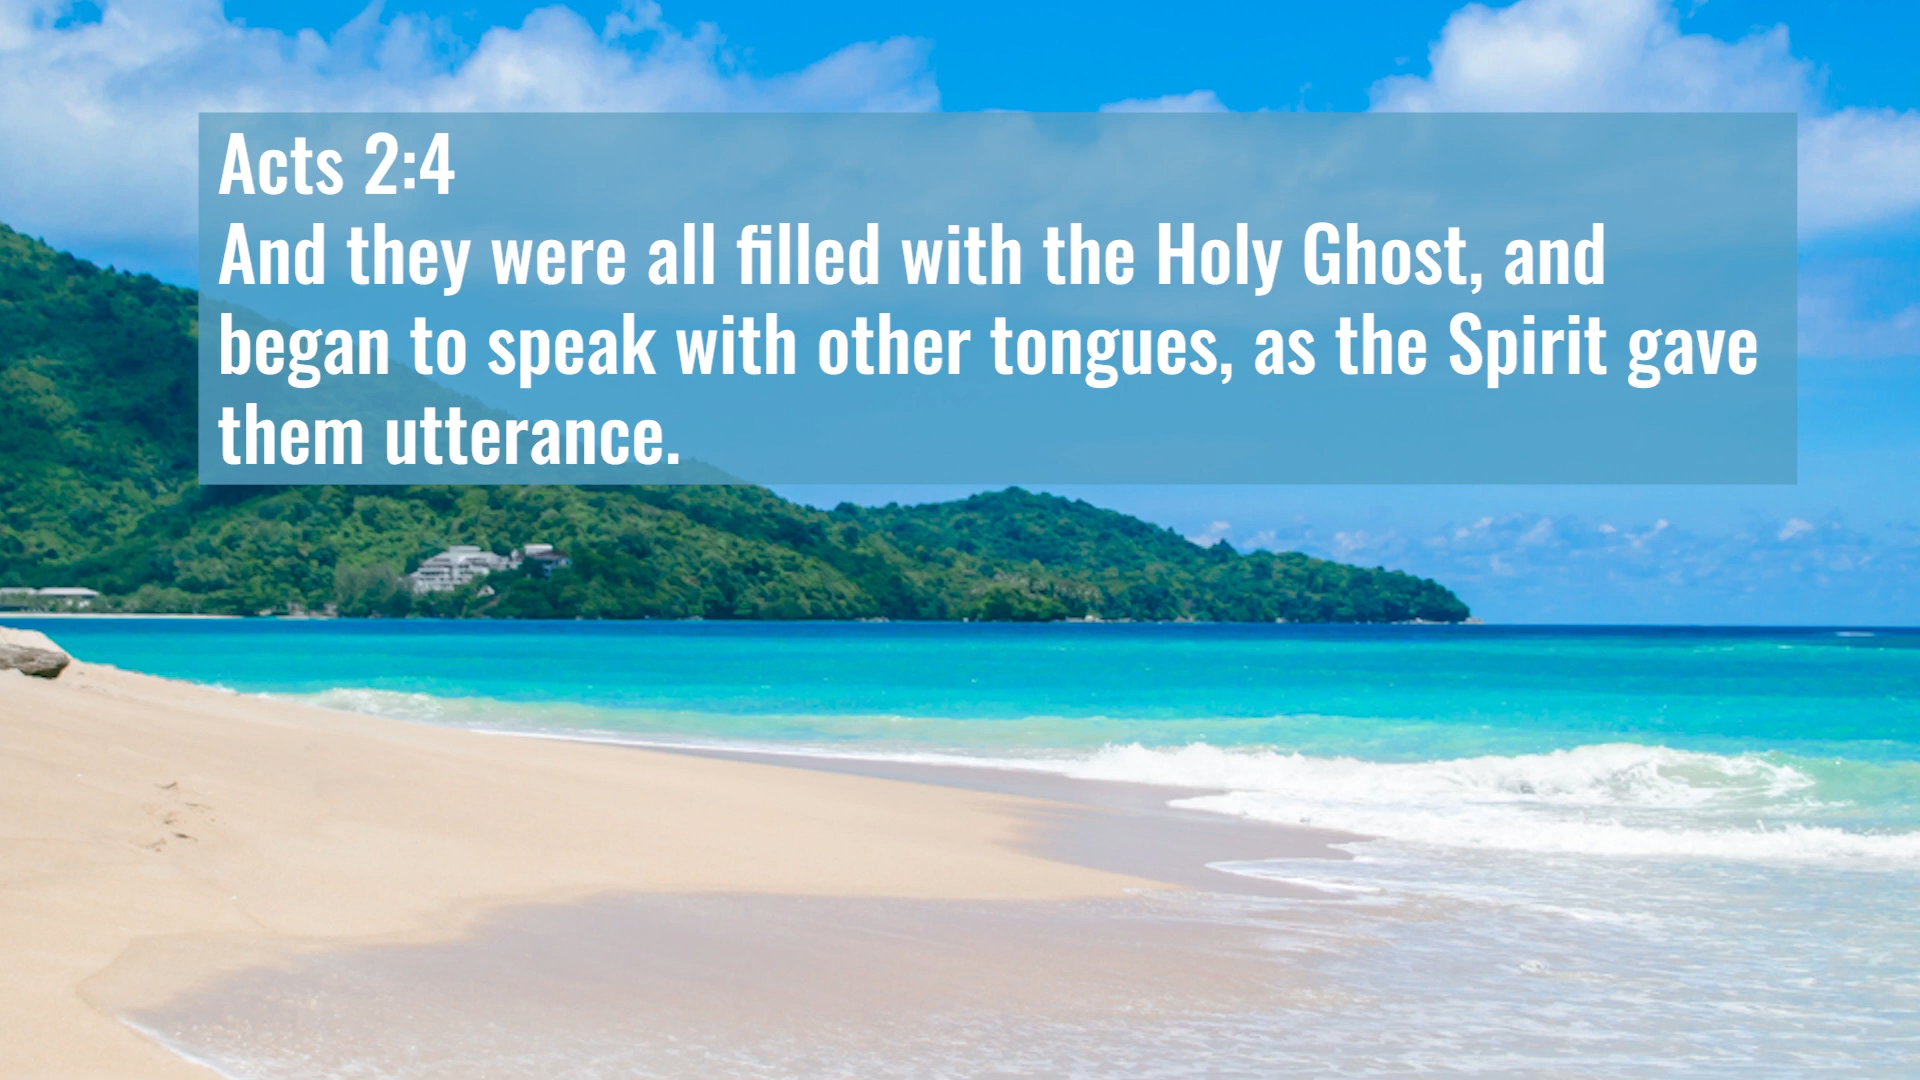 Acts 2:4
And they were all filled with the Holy Ghost, and
began to speak with other tongues, as the Spirit gave
them utterance.